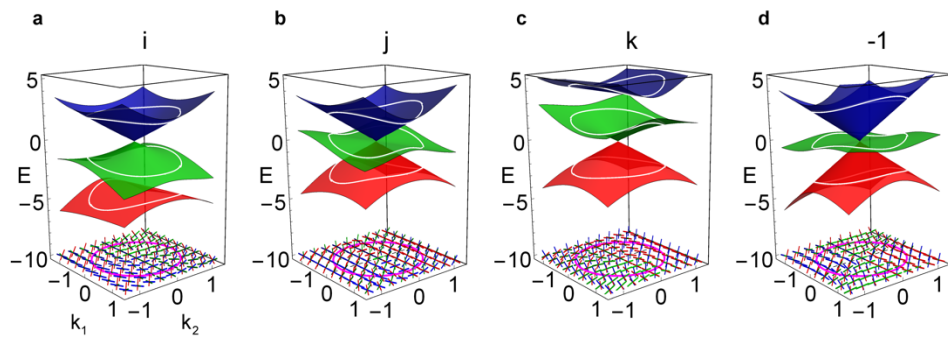 a b c d
i j k -1
5 5 5 5
0 0 0 0
E E E E
−5 −5 −5 −5
−10 −10 −10 −10
−1 0 1 −1 0 1 −1 0 1 −1 0 1
−1 0 1 −1 0 1 −1 0 1 −1 0 1
k₁ k₂